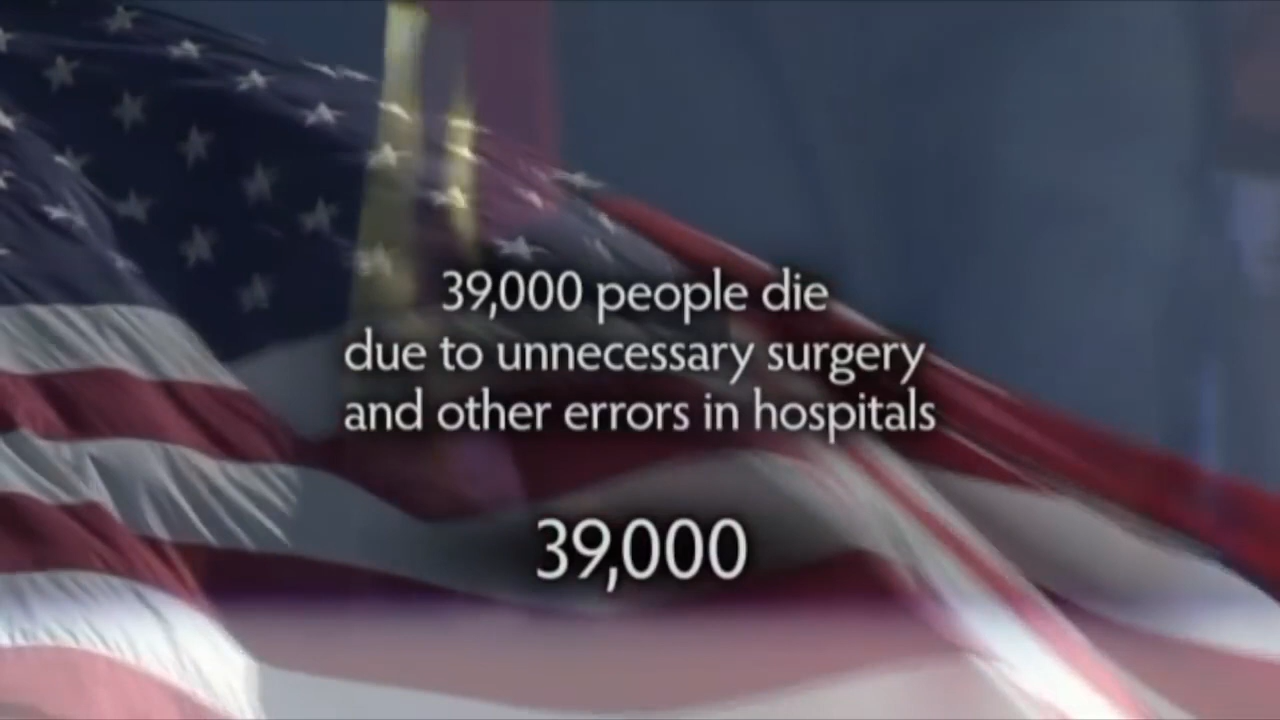 39,000 people die
due to unnecessary surgery
and other errors in hospitals
39,000